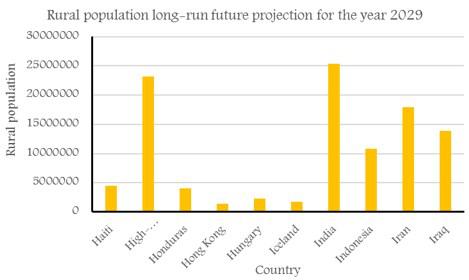 Rural population long-run future projection for the year 2029
Rural population
30000000
25000000
20000000
15000000
10000000
5000000
0
Haiti
High-...
Honduras
Hong Kong
Hungary
Iceland
India
Indonesia
Iran
Iraq
Country